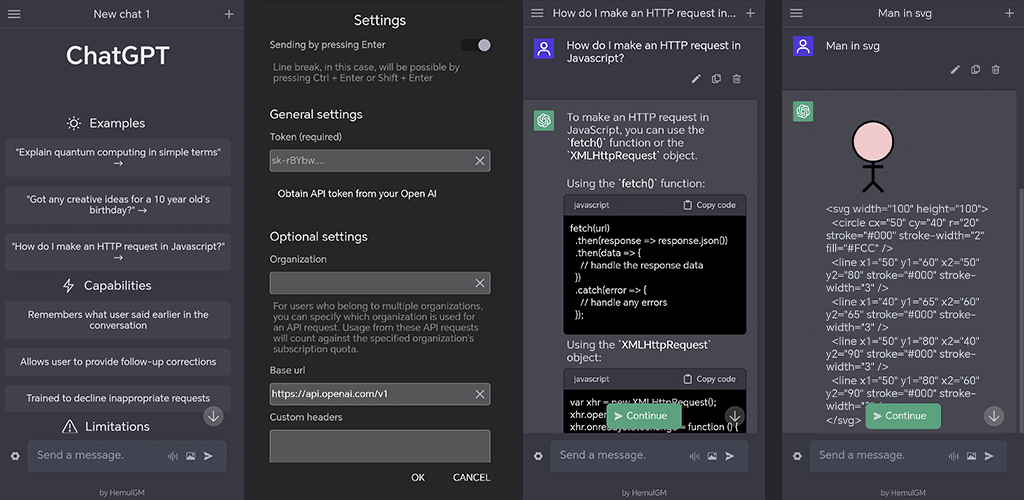 New chat 1
ChatGPT
Examples
"Explain quantum computing in simple terms"
→
"Got any creative ideas for a 10 year old's
birthday?" →
"How do I make an HTTP request in Javascript?"
→
Capabilities
Remembers what user said earlier in the
conversation
Allows user to provide follow-up corrections
Trained to decline inappropriate requests
Limitations
Send a message.
by HemulGM
Settings
Sending by pressing Enter
Line break, in this case, will be possible by
pressing Ctrl + Enter or Shift + Enter
General settings
Token (required)
sk-rBYbw....
Obtain API token from your Open AI
Optional settings
Organization
For users who belong to multiple organizations,
you can specify which organization is used for
an API request. Usage from these API requests
will count against the specified organization's
subscription quota.
Base url
https://api.openai.com/v1
Custom headers
OK CANCEL
How do I make an HTTP request in...
How do I make an HTTP request in
Javascript?
To make an HTTP request in
JavaScript, you can use the
`fetch()` function or the
`XMLHttpRequest` object.
Using the `fetch()` function:
javascript Copy code
fetch(url)
.then(response => response.json())
.then(data => {
// handle the response data
})
.catch(error => {
// handle any errors
});
Using the `XMLHttpRequest`
object:
javascript Copy code
var xhr = new XMLHttpRequest();
xhr.open
Continue
= function () {
Send a message.
by HemulGM
Man in svg
Man in svg
<svg width="100" height="100">
<circle cx="50" cy="40" r="20"
stroke="#000" stroke-width="2"
fill="#FCC" />
<line x1="50" y1="60" x2="50"
y2="80" stroke="#000" stroke-
width="3" />
<line x1="40" y1="65" x2="60"
y2="65" stroke="#000" stroke-
width="3" />
<line x1="50" y1="80" x2="40"
y2="90" stroke="#000" stroke-
width="3" />
<line x1="50" y1="80" x2="60"
y2="90" stroke="#000" stroke-
Continue
</svg>
Send a message.
by HemulGM